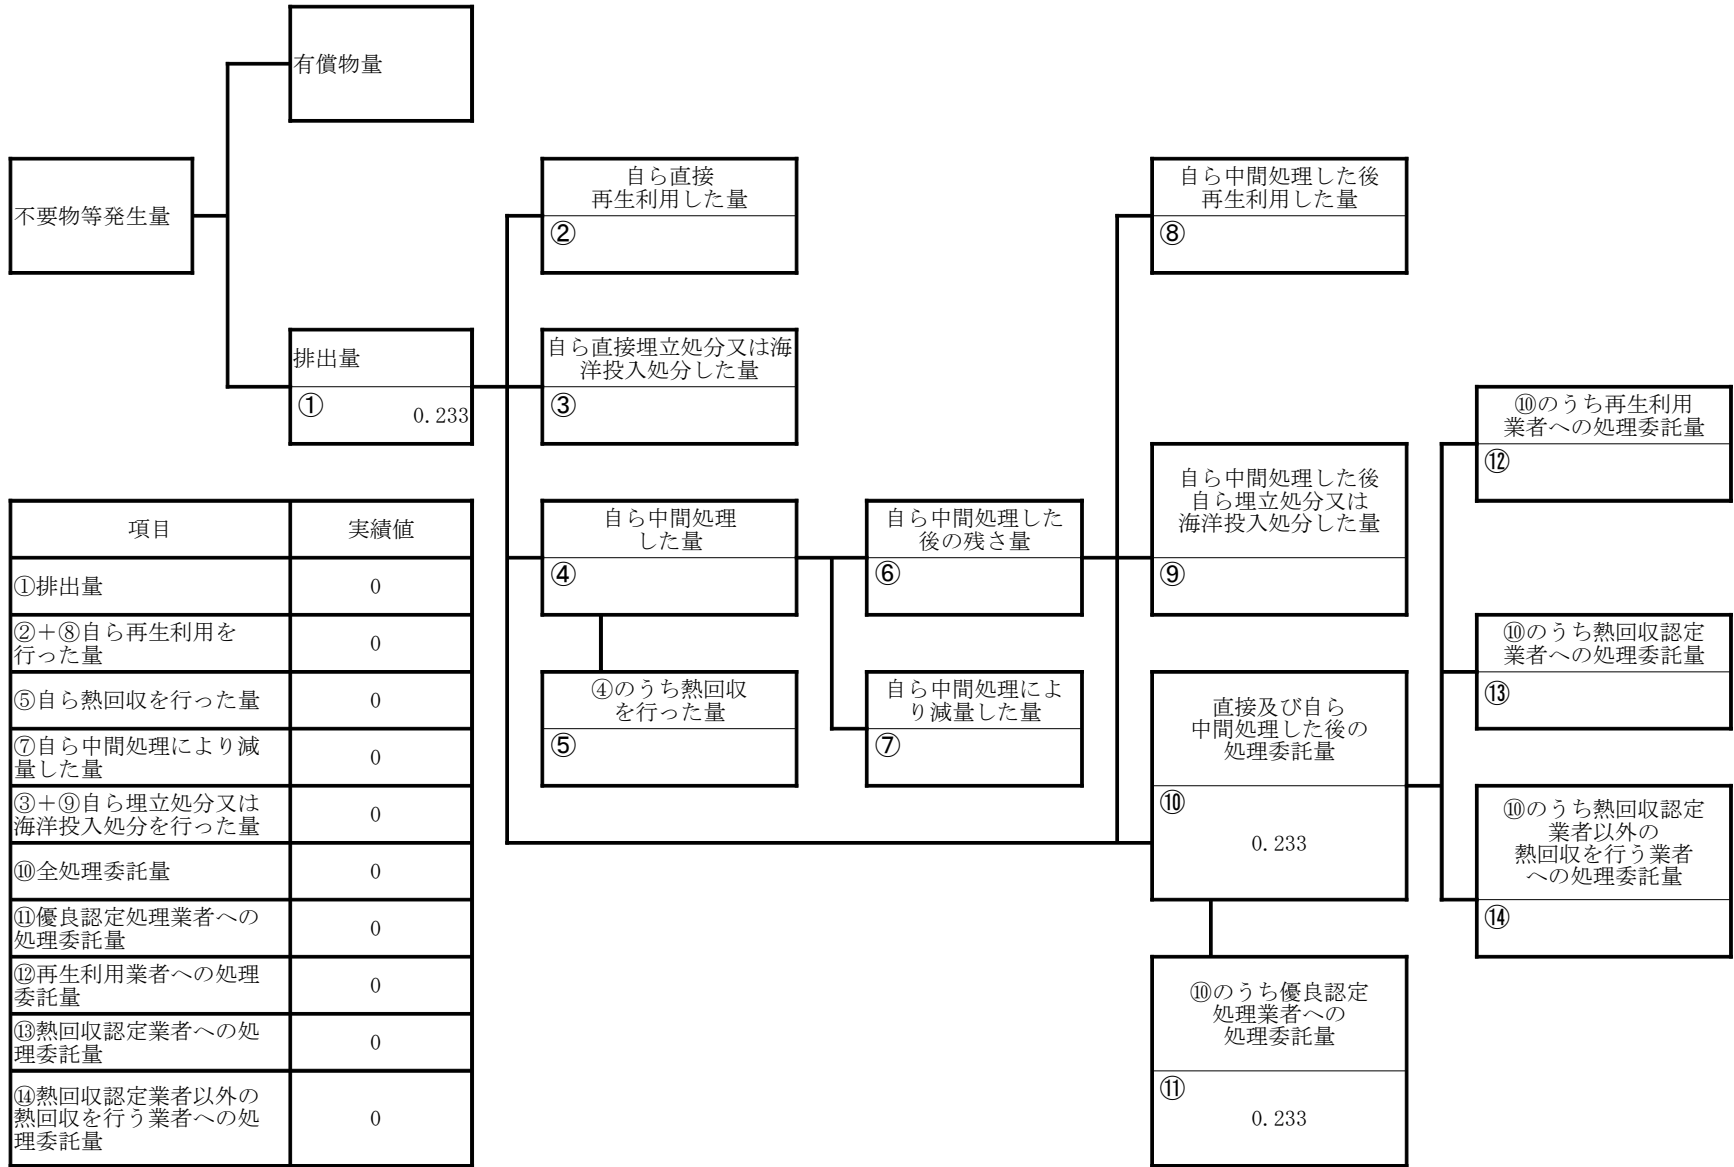 有償物量
不要物等発生量
自ら直接
再生利用した量
②
自ら中間処理した後
再生利用した量
⑧
排出量
①
0.233
自ら直接埋立処分又は海
洋投入処分した量
③
⑩のうち再生利用
業者への処理委託量
⑫
自ら中間処理
した量
④
自ら中間処理した
後の残さ量
⑥
自ら中間処理した後
自ら埋立処分又は
海洋投入処分した量
⑨
⑩のうち熱回収認定
業者への処理委託量
⑬
④のうち熱回収
を行った量
⑤
自ら中間処理によ
り減量した量
⑦
直接及び自ら
中間処理した後の
処理委託量
⑩
0.233
⑩のうち熱回収認定
業者以外の
熱回収を行う業者
への処理委託量
⑭
⑩のうち優良認定
処理業者への
処理委託量
⑪
0.233
項目 実績値
①排出量 0
②＋⑧自ら再生利用を
行った量 0
⑤自ら熱回収を行った量 0
⑦自ら中間処理により減
量した量 0
③＋⑨自ら埋立処分又は
海洋投入処分を行った量 0
⑩全処理委託量 0
⑪優良認定処理業者への
処理委託量 0
⑫再生利用業者への処理
委託量 0
⑬熱回収認定業者への処
理委託量 0
⑭熱回収認定業者以外の
熱回収を行う業者への処
理委託量 0